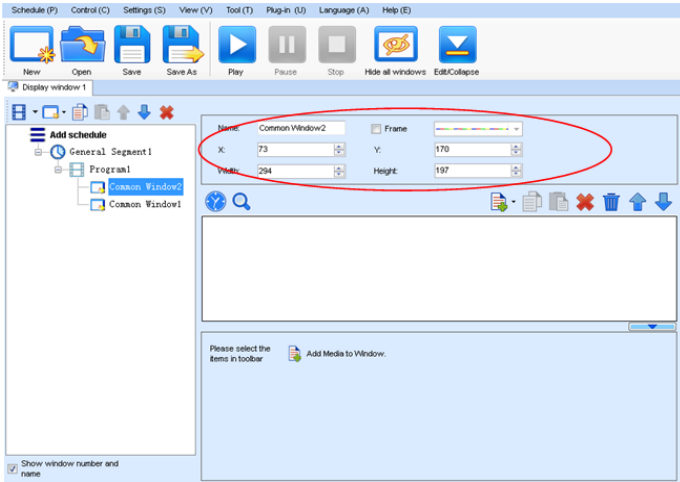 Schedule (P) Control (C) Settings (S) View (V) Tool (T) Plug-in (U) Language (A) Help (E)
New Open Save Save As Play Pause Stop Hide all windows Edit/Collapse
Display window 1
Add schedule
General Segment1
Program1
Common Window2
Common Window1
Show window number and
name
Name: Common Window2 Frame
X: 73 Y: 170
Width: 294 Height: 197
Please select the
items in toolbar
Add Media to Window.